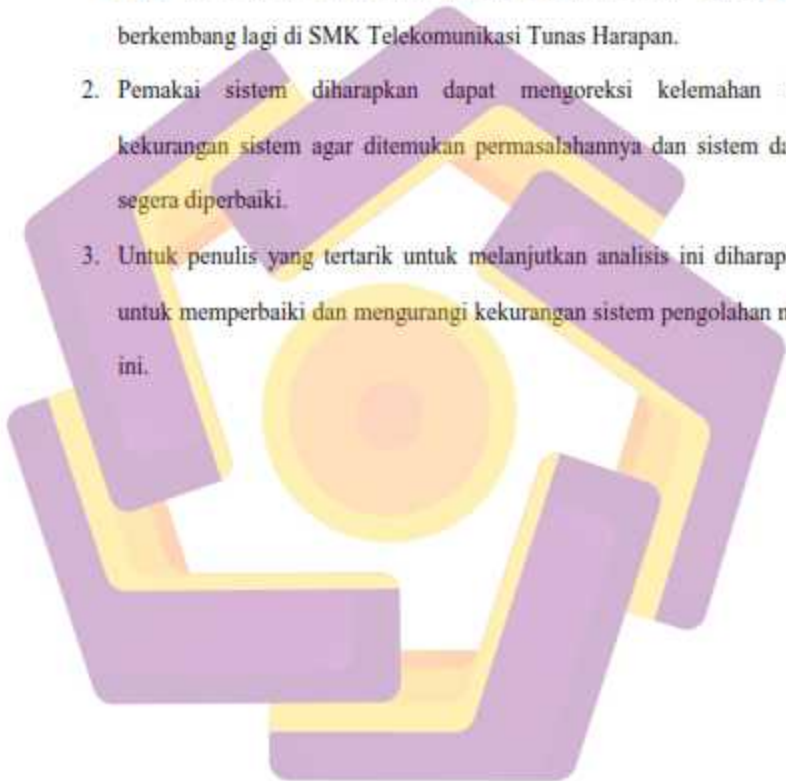 berkembang lagi di SMK Telekomunikasi Tunas Harapan.
2. Pemakai sistem diharapkan dapat mengoreksi kelemahan
kekurangan sistem agar ditemukan permasalahannya dan sistem da
segera diperbaiki.
3. Untuk penulis yang tertarik untuk melanjutkan analisis ini diharap
untuk memperbaiki dan mengurangi kekurangan sistem pengolahan n
ini.